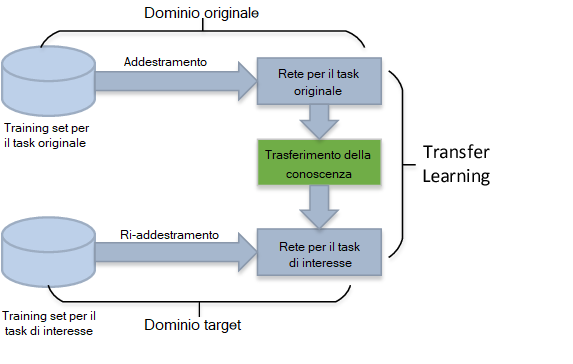 Dominio originale
Addestramento
Rete per il task
originale
Training set per
il task originale
Trasferimento della
conoscenza
Transfer
Learning
Ri-addestramento
Rete per il task
di interesse
Training set per il
task di interesse
Dominio target